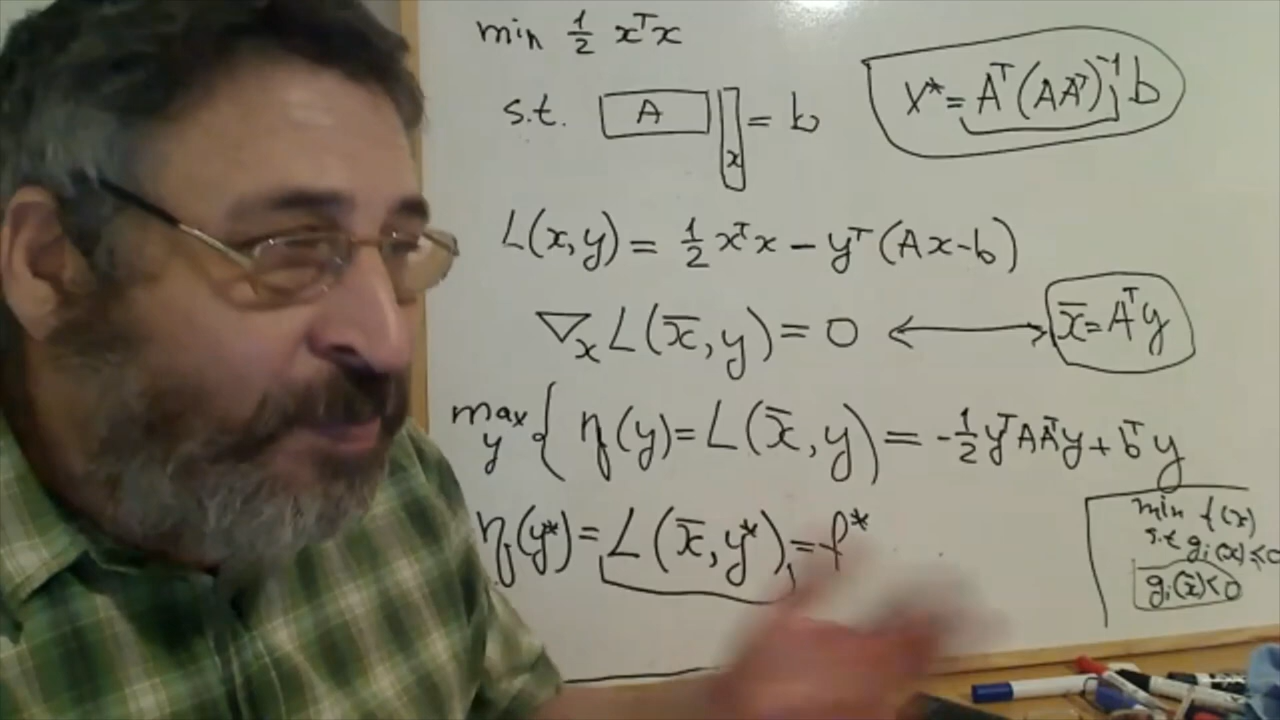 min 1/2 xᵀx
s.t. A x = b
x* = Aᵀ(AAᵀ)⁻¹b
L(x,y) = 1/2 xᵀx − yᵀ(Ax−b)
∇ₓL(x̄,y) = 0 ⟷ x̄=Aᵀy
max y { η(y) = L(x̄,y) = -1/2 yᵀAAᵀy + bᵀy
η(y*) = L(x̄,y*) = f*
min f(x)
s.t gᵢ(x) ≤ 0
gᵢ(x̄) < 0